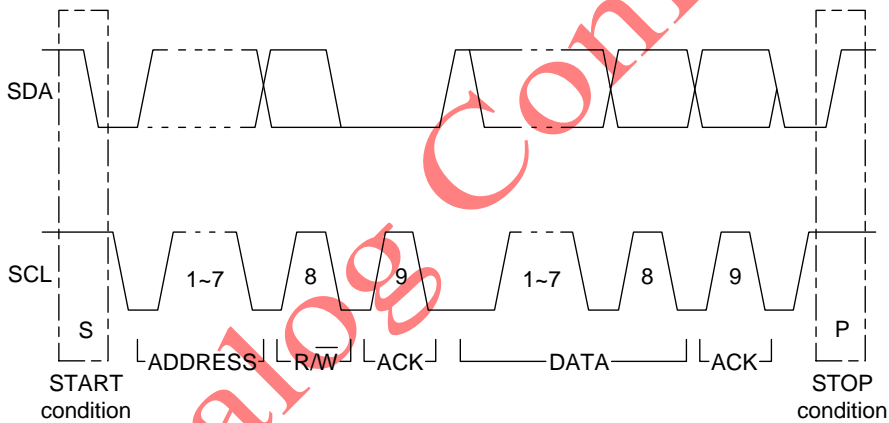 SDA
SCL
1~7
8
9
1~7
8
9
S
P
ADDRESS
R/W̅
ACK
DATA
ACK
START
condition
STOP
condition
alog Con